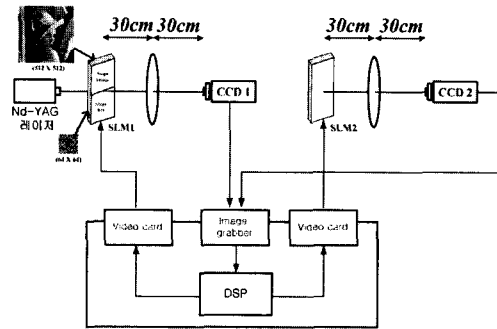 30cm 30cm
30cm 30cm
(512 X 512)
Nd-YAG
레이저
(64 X 64)
SLM1
CCD 1
SLM2
CCD 2
Video card
Image
grabber
Video card
DSP